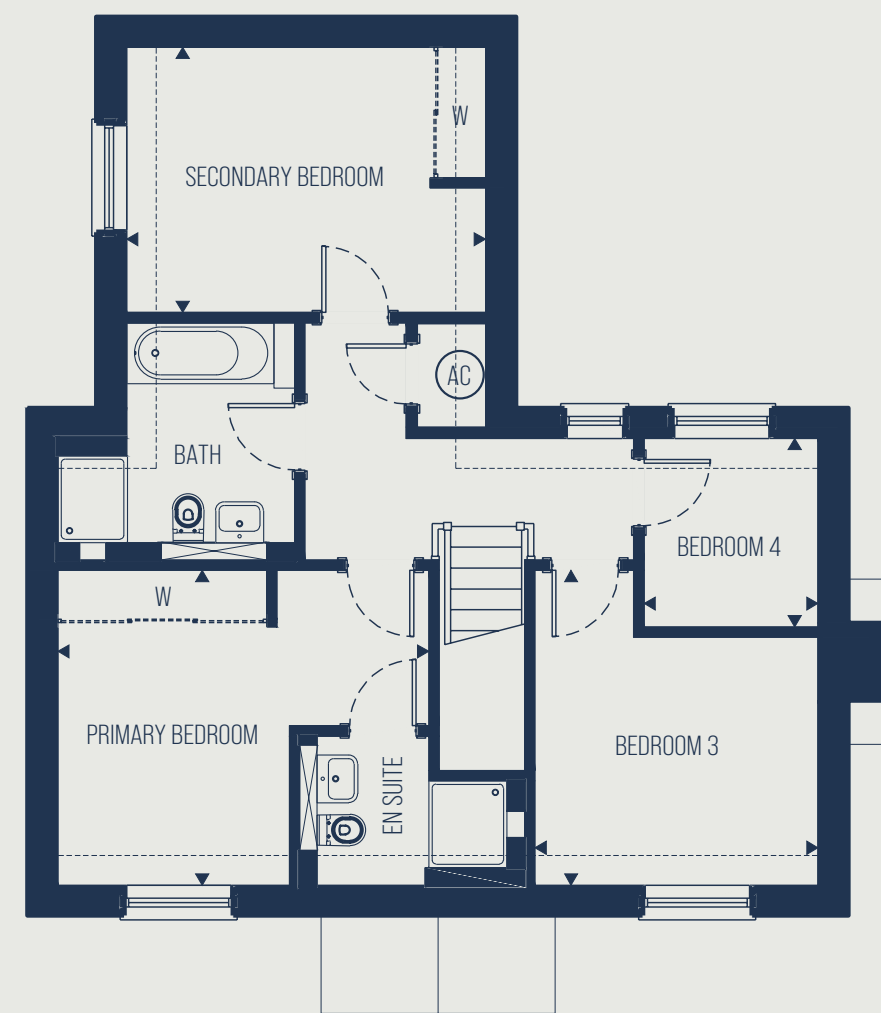 W
SECONDARY BEDROOM
AC
BATH
BEDROOM 4
W
PRIMARY BEDROOM
BEDROOM 3
EN SUITE